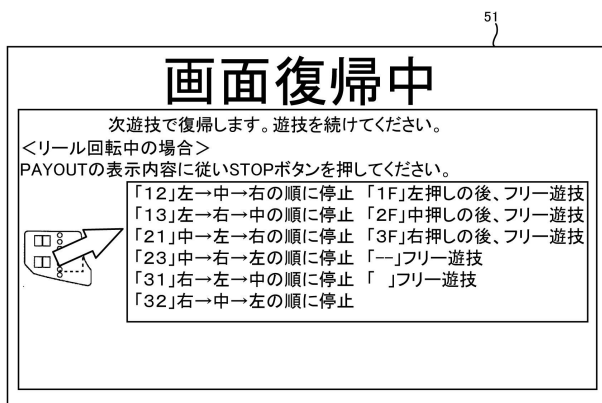 51
画面復帰中
次遊技で復帰します。遊技を続けてください。
＜リール回転中の場合＞
PAYOUTの表示内容に従いSTOPボタンを押してください。
「12」左→中→右の順に停止 「1F」左押しの後、フリー遊技
「13」左→右→中の順に停止 「2F」中押しの後、フリー遊技
「21」中→左→右の順に停止 「3F」右押しの後、フリー遊技
「23」中→右→左の順に停止 「--」フリー遊技
「31」右→左→中の順に停止 「 」フリー遊技
「32」右→中→左の順に停止